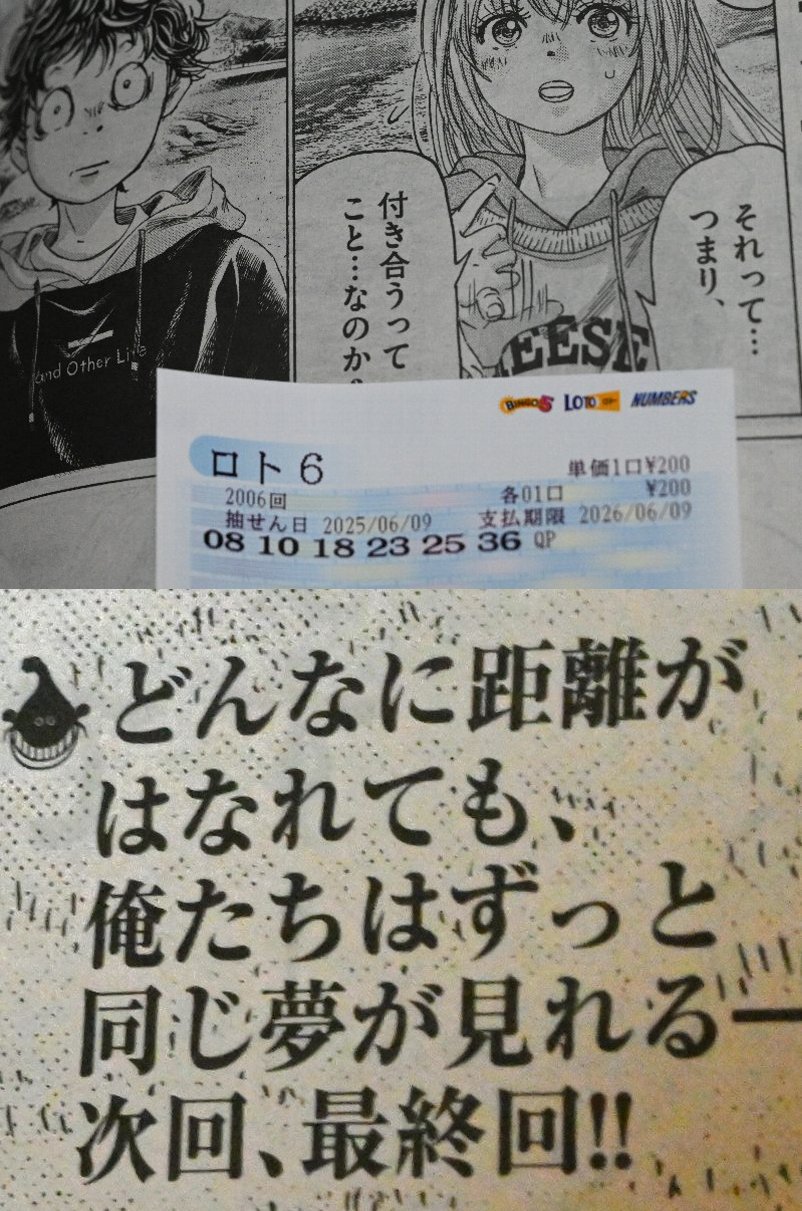 それって…
つまり、
付き合うって
こと…なのか?
and Other Life
EESE
BINGO5 LOTO NUMBERS
ロト6
単価1口¥200
2006回
各01口
¥200
抽せん日 2025/06/09
支払期限 2026/06/09
08 10 18 23 25 36 QP
どんなに距離が
はなれても、
俺たちはずっと
同じ夢が見れる―
次回、最終回!!